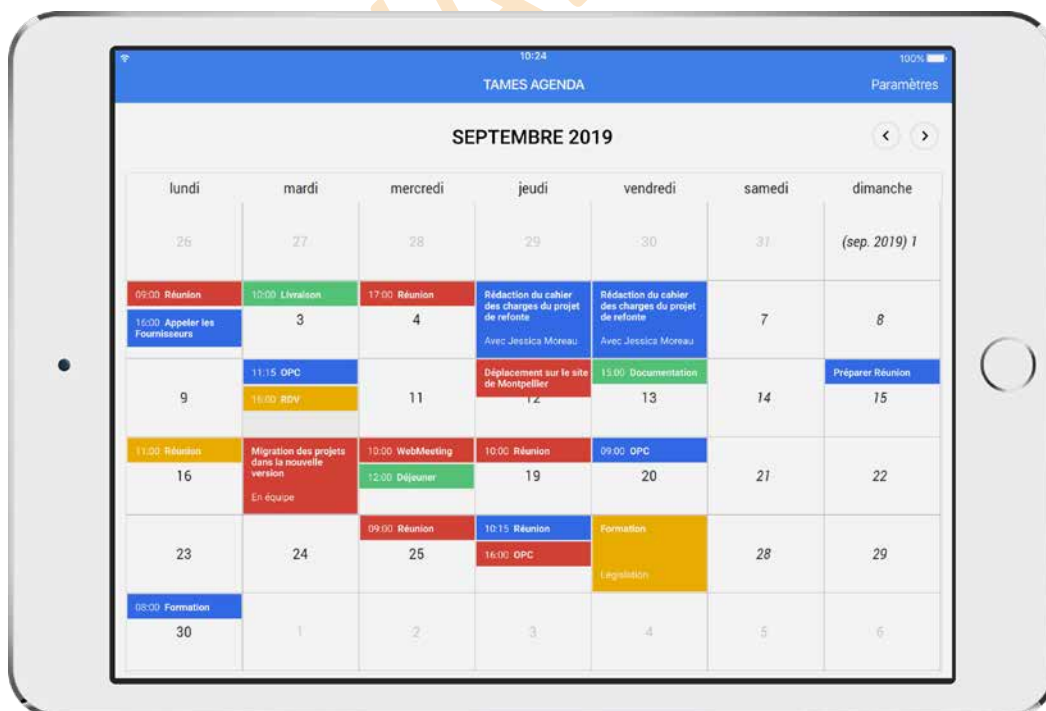 10:24
100%
TAMES AGENDA
Paramètres
SEPTEMBRE 2019
lundi mardi mercredi jeudi vendredi samedi dimanche
26 27 28 29 30 31 (sep. 2019) 1
09:00 Réunion
16:00 Appeler les
Fournisseurs
10:00 Livraison
3
17:00 Réunion
4
Rédaction du cahier
des charges du projet
de refonte
Avec Jessica Moreau
Rédaction du cahier
des charges du projet
de refonte
Avec Jessica Moreau
7
8
9
11:15 OPC
16:00 RDV
11
Déplacement sur le site
de Montpellier
12
15:00 Documentation
13
14
Préparer Réunion
15
11:00 Réunion
16
Migration des projets
dans la nouvelle
version
En équipe
10:00 WebMeeting
12:00 Déjeuner
10:00 Réunion
19
09:00 OPC
20
21
22
23
24
09:00 Réunion
25
10:15 Réunion
16:00 OPC
Formation
Législation
28
29
08:00 Formation
30
1 2 3 4 5 6